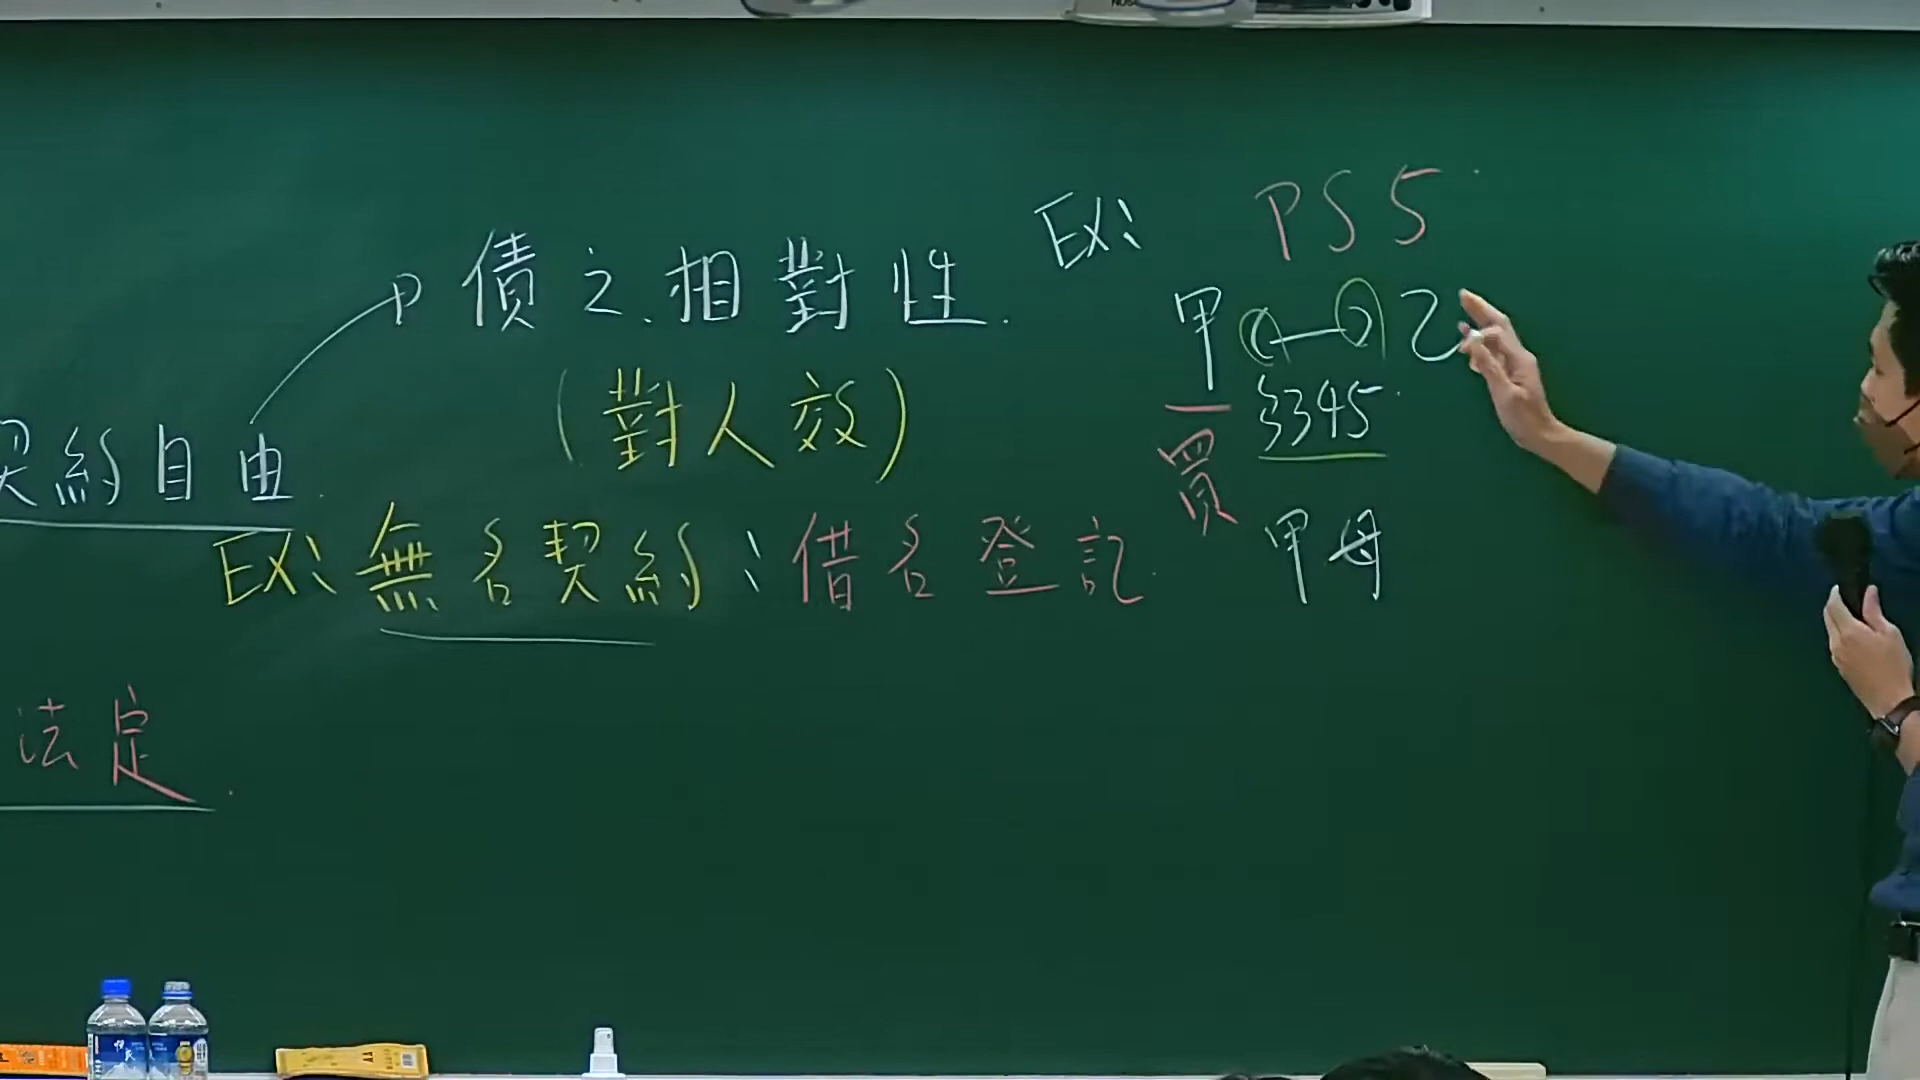 債之相對性.
(對人效)
契約自由.
Ex: 無名契約: 借名登記.
法定.
Ex: PS5
甲 乙
§345
買
甲母